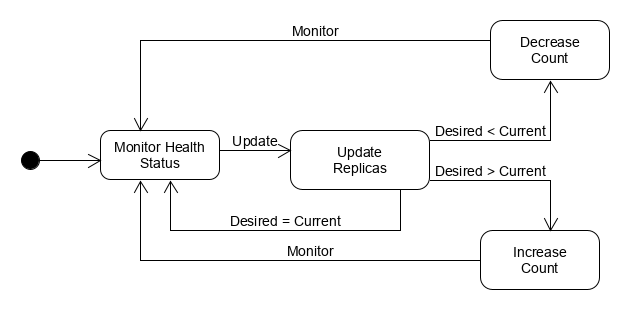 Monitor
Decrease
Count
Monitor Health
Status
Update
Update
Replicas
Desired < Current
Desired > Current
Desired = Current
Monitor
Increase
Count